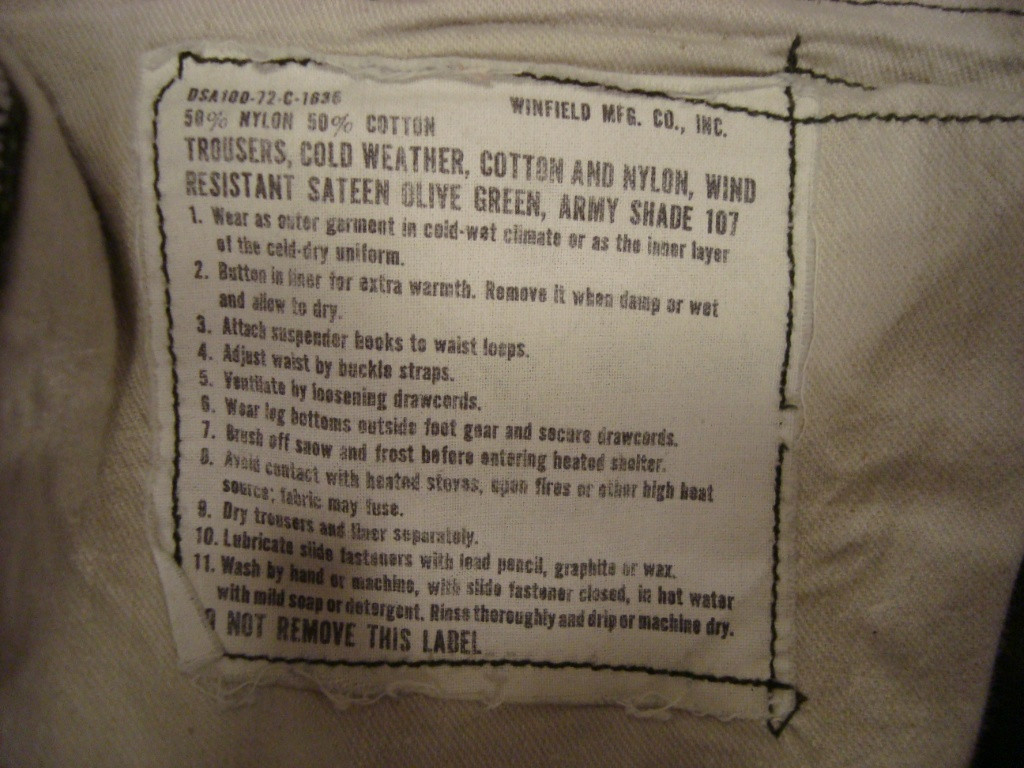 DSA100-72-C-1636
WINFIELD MFG. CO., INC.
50% NYLON 50% COTTON
TROUSERS, COLD WEATHER, COTTON AND NYLON, WIND
RESISTANT SATEEN OLIVE GREEN, ARMY SHADE 107
1. Wear as outer garment in cold-wet climate or as the inner layer
of the cold-dry uniform.
2. Button in liner for extra warmth. Remove it when damp or wet
and allow to dry.
3. Attach suspender hooks to waist loops.
4. Adjust waist by buckle straps.
5. Ventilate by loosening drawcords.
6. Wear leg bottoms outside foot gear and secure drawcords.
7. Brush off snow and frost before entering heated shelter.
8. Avoid contact with heated stoves, open fires or other high heat
source; fabric may fuse.
9. Dry trousers and liner separately.
10. Lubricate slide fasteners with lead pencil, graphite or wax.
11. Wash by hand or machine, with slide fastener closed, in hot water
with mild soap or detergent. Rinse thoroughly and drip or machine dry.
NOT REMOVE THIS LABEL